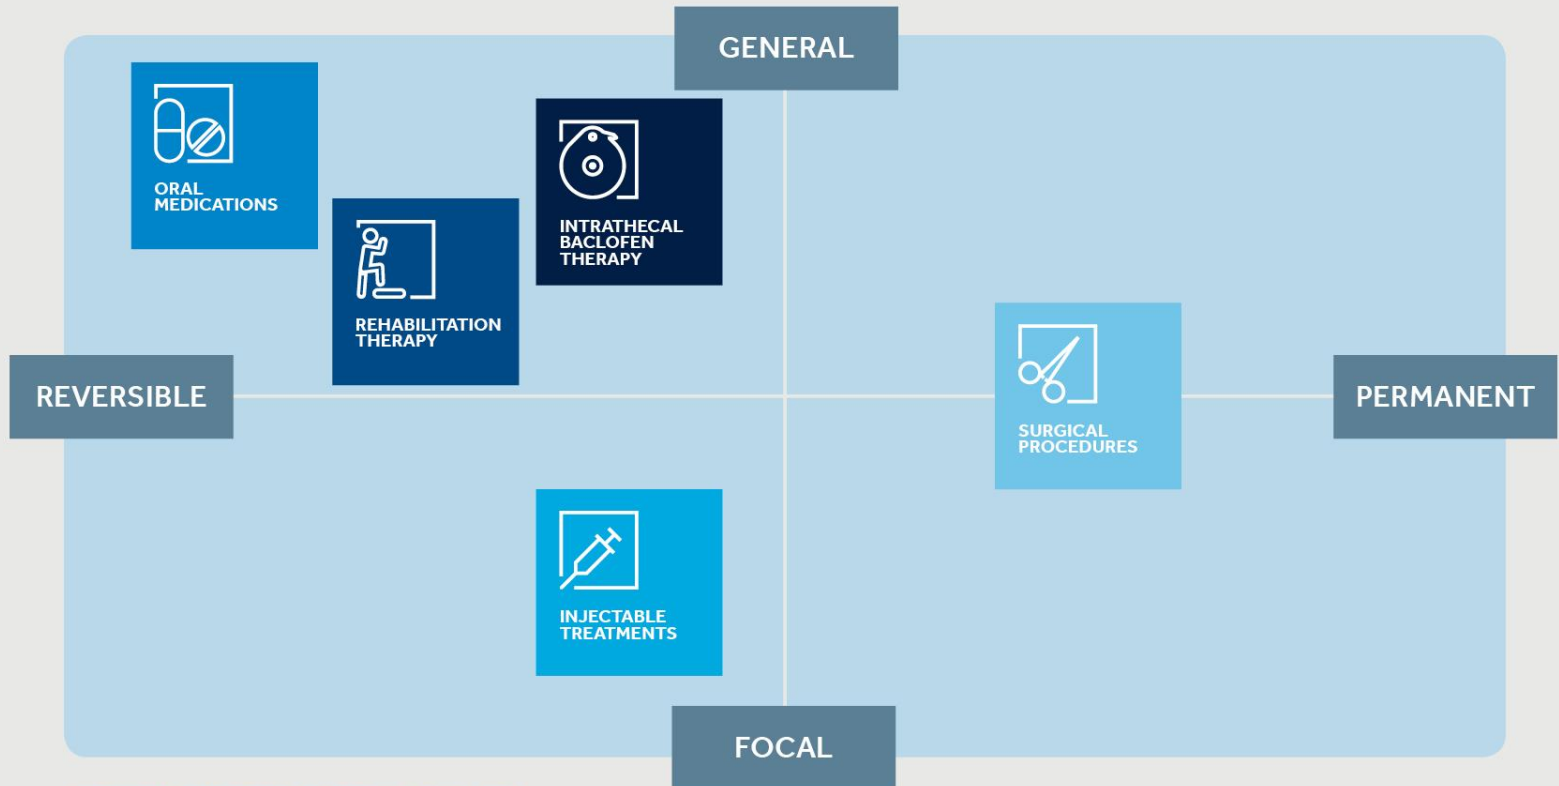 GENERAL
ORAL
MEDICATIONS
INTRATHECAL
BACLOFEN
THERAPY
REHABILITATION
THERAPY
REVERSIBLE
PERMANENT
SURGICAL
PROCEDURES
INJECTABLE
TREATMENTS
FOCAL